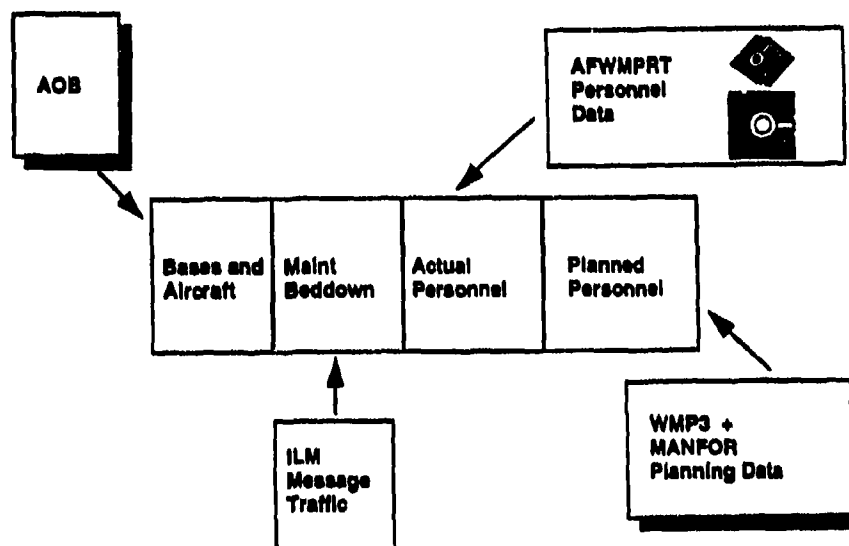 AOB
AFWMPRT
Personnel
Data
Bases and
Aircraft
Maint
Beddown
Actual
Personnel
Planned
Personnel
ILM
Message
Traffic
WMP3 +
MANFOR
Planning Data